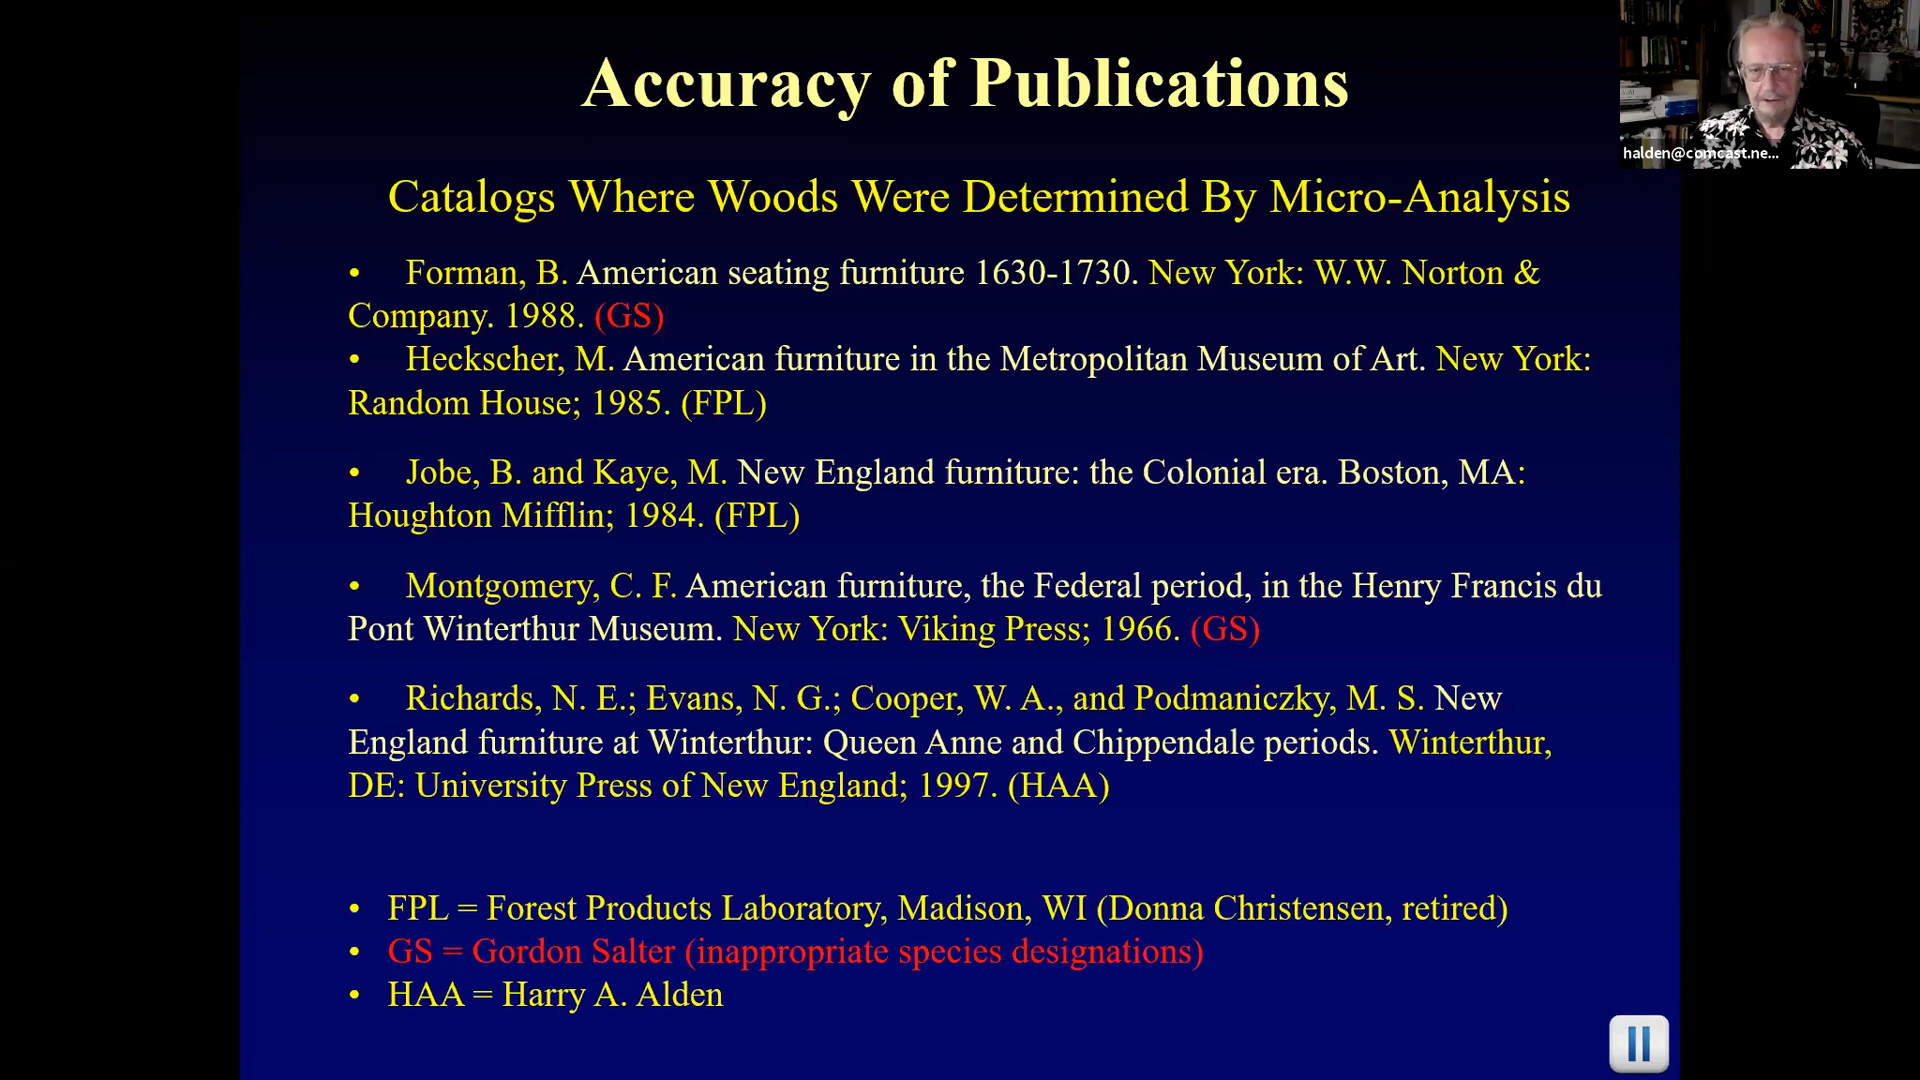 Accuracy of Publications
halden@comcast.ne...
Catalogs Where Woods Were Determined By Micro-Analysis
• Forman, B. American seating furniture 1630-1730. New York: W.W. Norton &
Company. 1988. (GS)
• Heckscher, M. American furniture in the Metropolitan Museum of Art. New York:
Random House; 1985. (FPL)
• Jobe, B. and Kaye, M. New England furniture: the Colonial era. Boston, MA:
Houghton Mifflin; 1984. (FPL)
• Montgomery, C. F. American furniture, the Federal period, in the Henry Francis du
Pont Winterthur Museum. New York: Viking Press; 1966. (GS)
• Richards, N. E.; Evans, N. G.; Cooper, W. A., and Podmaniczky, M. S. New
England furniture at Winterthur: Queen Anne and Chippendale periods. Winterthur,
DE: University Press of New England; 1997. (HAA)
• FPL = Forest Products Laboratory, Madison, WI (Donna Christensen, retired)
• GS = Gordon Salter (inappropriate species designations)
• HAA = Harry A. Alden